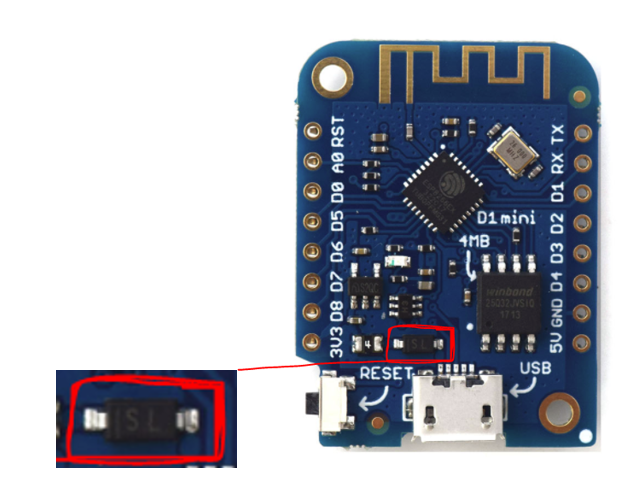 RST
A0
D0
D5
D6
D7
D8
3V3
TX
RX
D1
D2
D3
D4
GND
5V
D1 mini
4MB
winbond
1713
4
SL
RESET
USB
SL